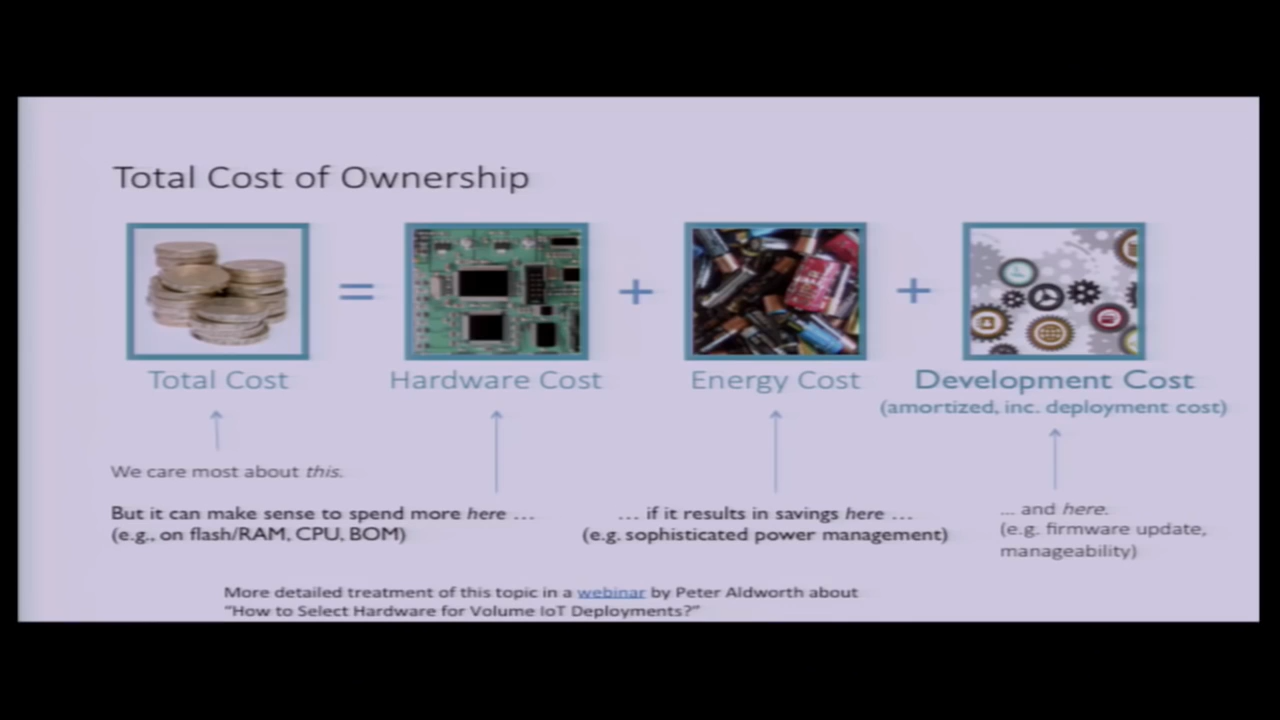 Total Cost of Ownership
=
+
+
Total Cost
Hardware Cost
Energy Cost
Development Cost
(amortized, inc. deployment cost)
We care most about this.
But it can make sense to spend more here ...
(e.g., on flash/RAM, CPU, BOM)
... if it results in savings here ...
(e.g. sophisticated power management)
... and here.
(e.g. firmware update,
manageability)
More detailed treatment of this topic in a webinar by Peter Aldworth about
“How to Select Hardware for Volume IoT Deployments?”